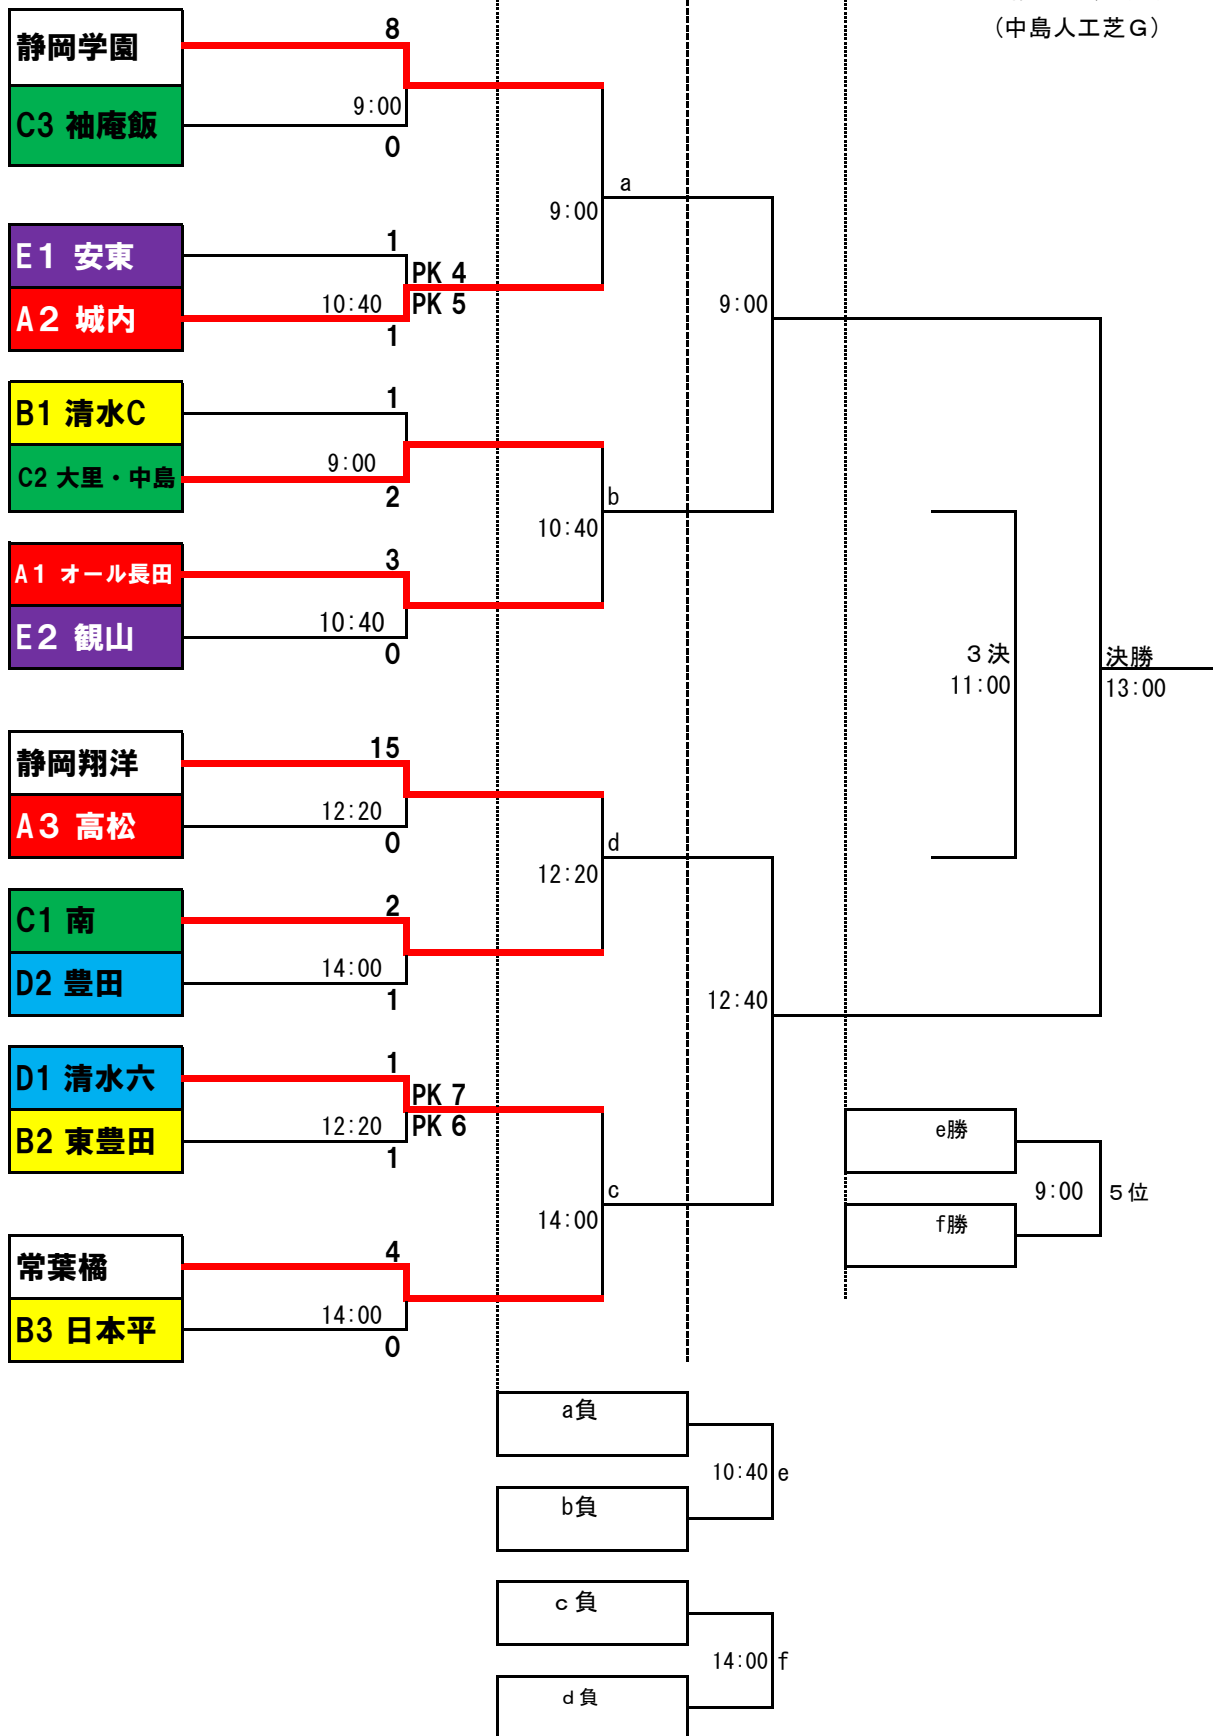 （中島人工芝Ｇ）
静岡学園
8
9:00
C3 袖庵飯
0
a
9:00
E1 安東
1
PK 4
A2 城内
10:40
PK 5
1
9:00
B1 清水C
1
C2 大里・中島
9:00
2
b
10:40
A1 オール長田
3
E2 観山
10:40
0
３決
11:00
決勝
13:00
静岡翔洋
15
A3 高松
12:20
0
d
12:20
C1 南
2
D2 豊田
14:00
1
12:40
D1 清水六
1
PK 7
B2 東豊田
12:20
PK 6
1
c
14:00
e勝
9:00
５位
f勝
常葉橘
4
B3 日本平
14:00
0
a負
10:40
e
b負
ｃ負
14:00
f
ｄ負